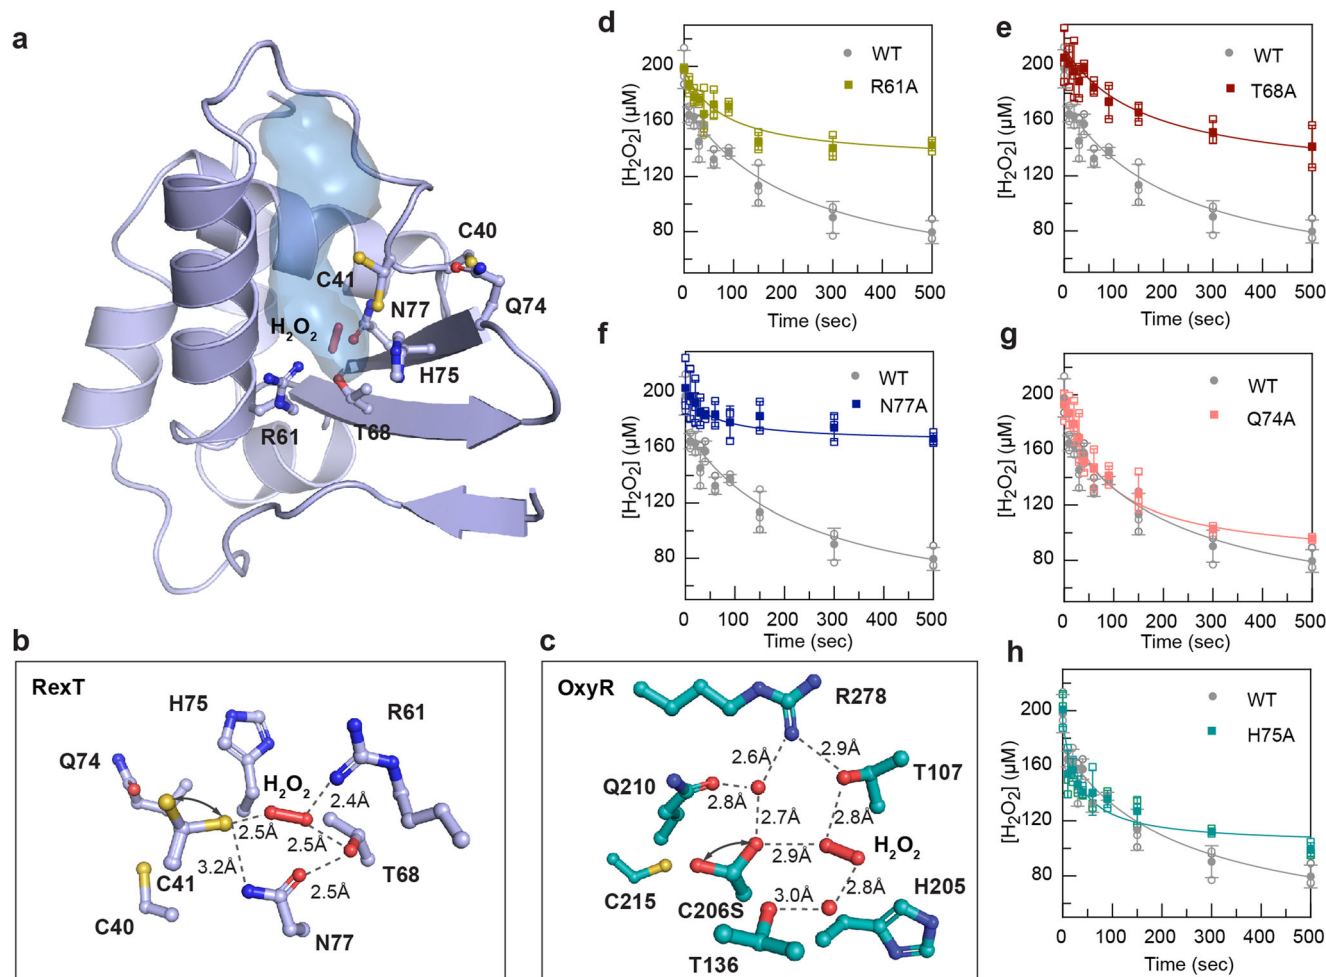 a
C40
C41
N77
Q74
H₂O₂
H75
R61
T68
b
RexT
H75
R61
Q74
H₂O₂
2.4Å
2.5Å
2.5Å
3.2Å
T68
C41
2.5Å
C40
N77
c
OxyR
R278
2.6Å
2.9Å
Q210
T107
2.8Å
2.7Å
2.8Å
H₂O₂
2.9Å
C215
2.8Å
H205
C206S
3.0Å
T136
d
WT
R61A
[H₂O₂] (µM)
200
160
120
80
0 100 200 300 400 500
Time (sec)
e
WT
T68A
[H₂O₂] (µM)
200
160
120
80
0 100 200 300 400 500
Time (sec)
f
WT
N77A
[H₂O₂] (µM)
200
160
120
80
0 100 200 300 400 500
Time (sec)
g
WT
Q74A
[H₂O₂] (µM)
200
160
120
80
0 100 200 300 400 500
Time (sec)
h
WT
H75A
[H₂O₂] (µM)
200
160
120
80
0 100 200 300 400 500
Time (sec)